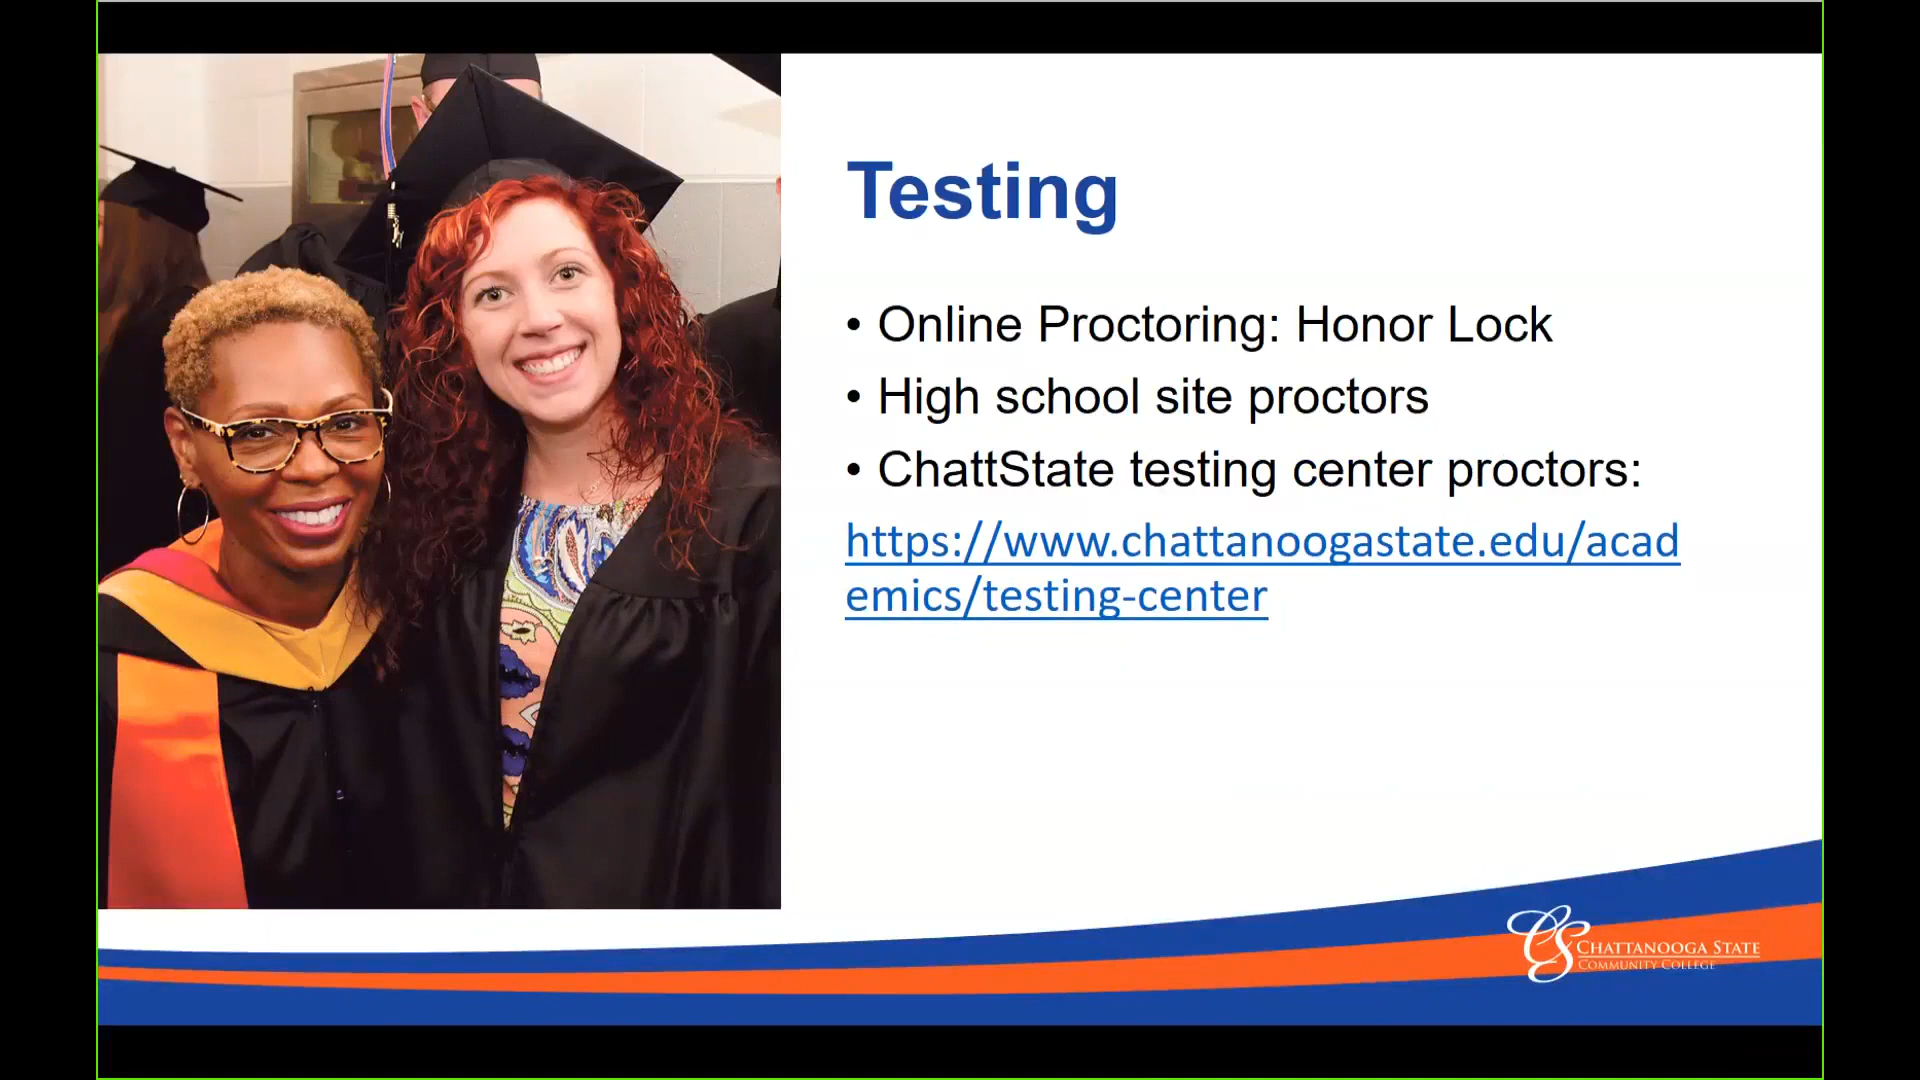 Testing
• Online Proctoring: Honor Lock
• High school site proctors
• ChattState testing center proctors:
https://www.chattanoogastate.edu/acad
emics/testing-center
CS
CHATTANOOGA STATE
COMMUNITY COLLEGE